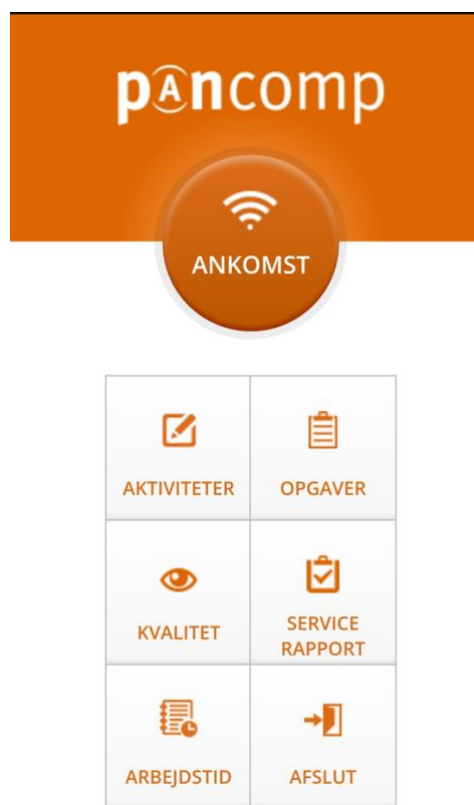 pancomp
ANKOMST
AKTIVITETER
OPGAVER
KVALITET
SERVICE
RAPPORT
ARBEJDSTID
AFSLUT